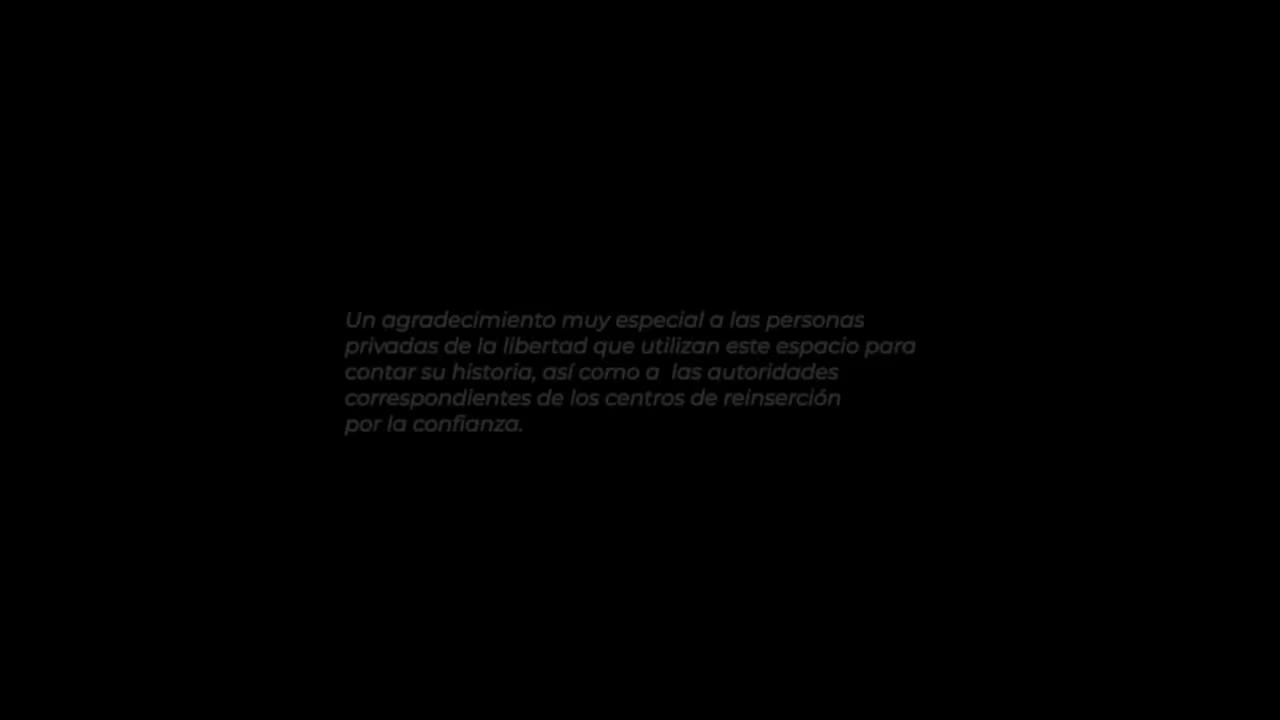 Un agradecimiento muy especial a las personas
privadas de la libertad que utilizan este espacio para
contar su historia, así como a  las autoridades
correspondientes de los centros de reinserción
por la confianza.